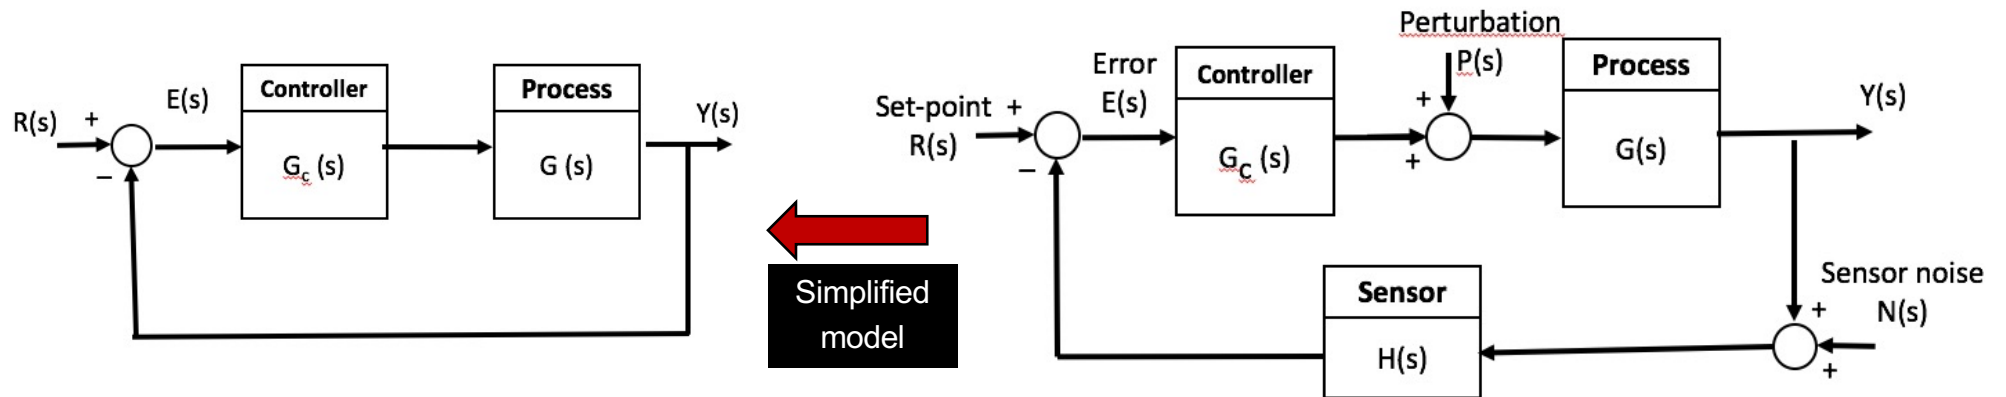 R(s)
+
–
E(s)
Controller
Gc (s)
Process
G (s)
Y(s)
Simplified
model
Set-point
R(s)
+
–
Error
E(s)
Controller
Gc (s)
Perturbation
P(s)
+
+
Process
G(s)
Y(s)
Sensor noise
N(s)
+
+
Sensor
H(s)